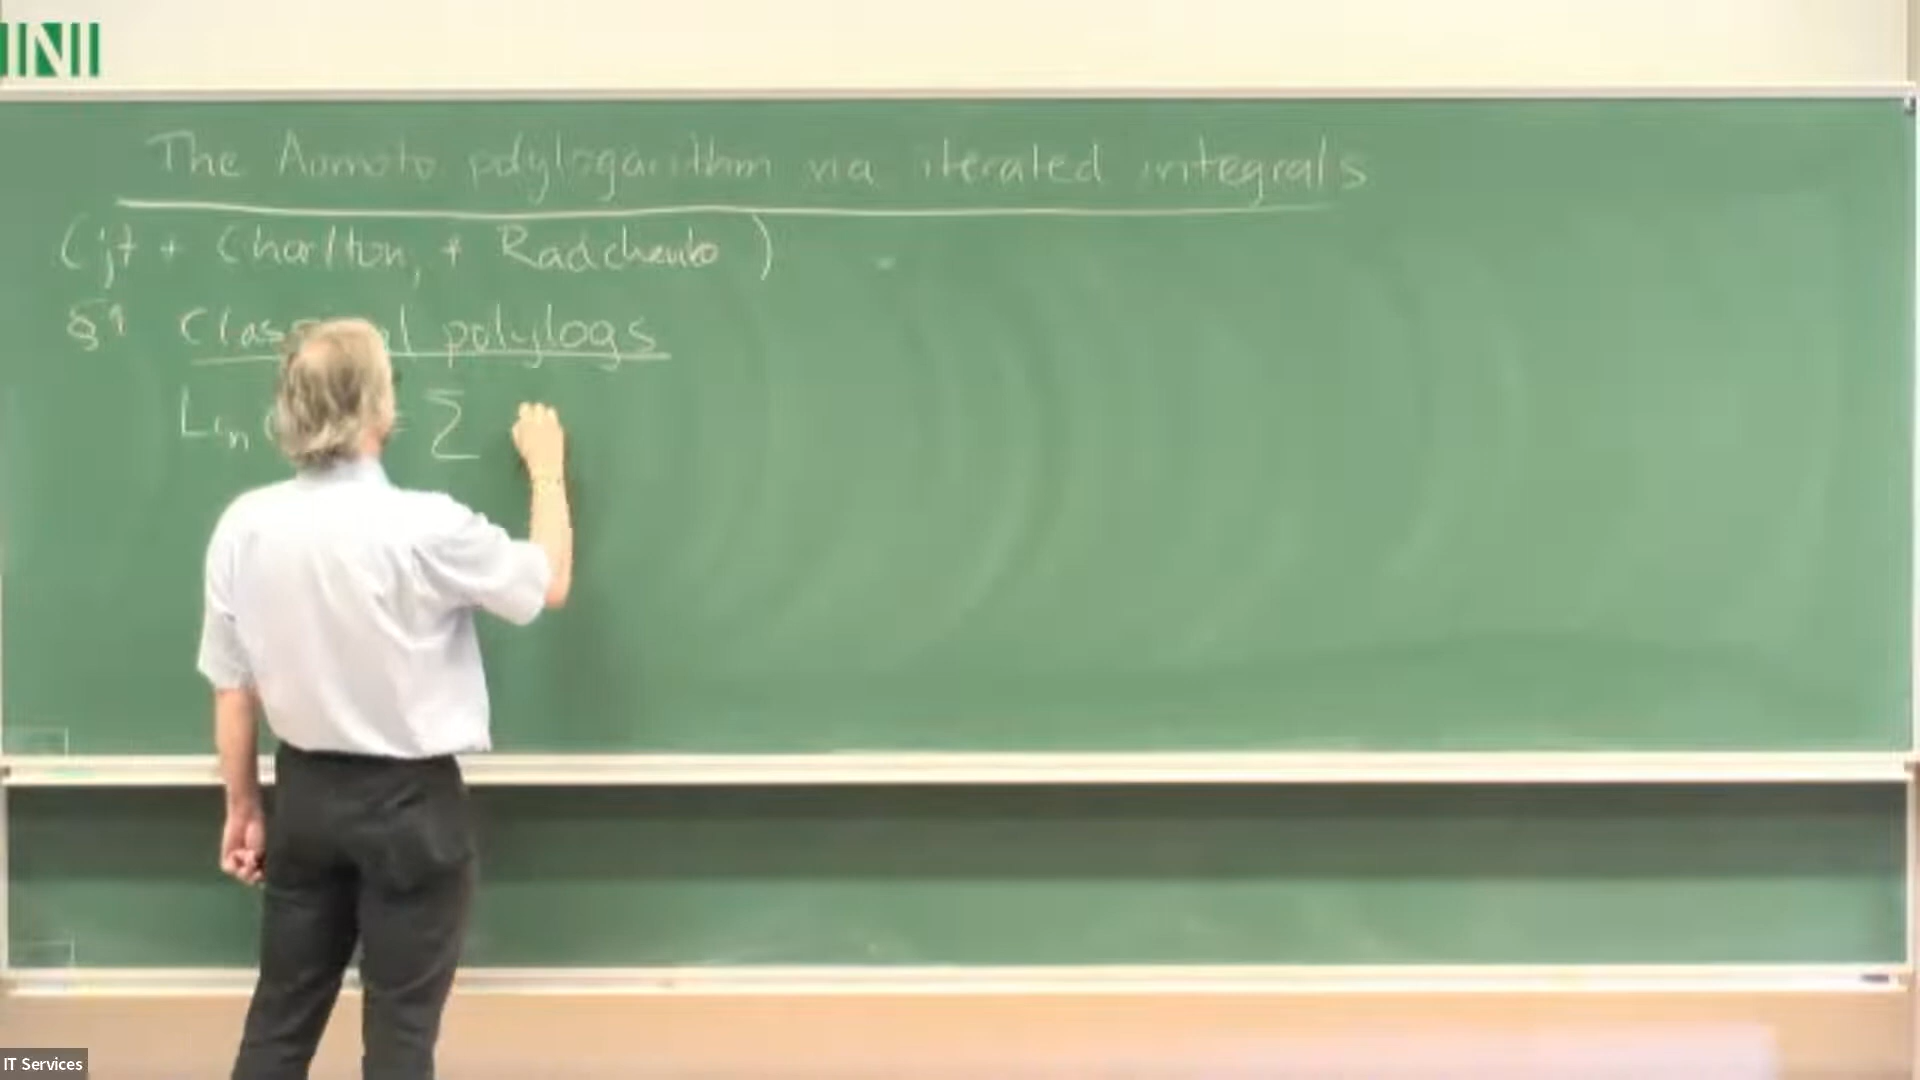 INI
The Aomoto polylogarithm via iterated integrals
(jt + Charlton, + Radchenko)
§1 Clas l polylogs
Li_n ( = Σ
IT Services